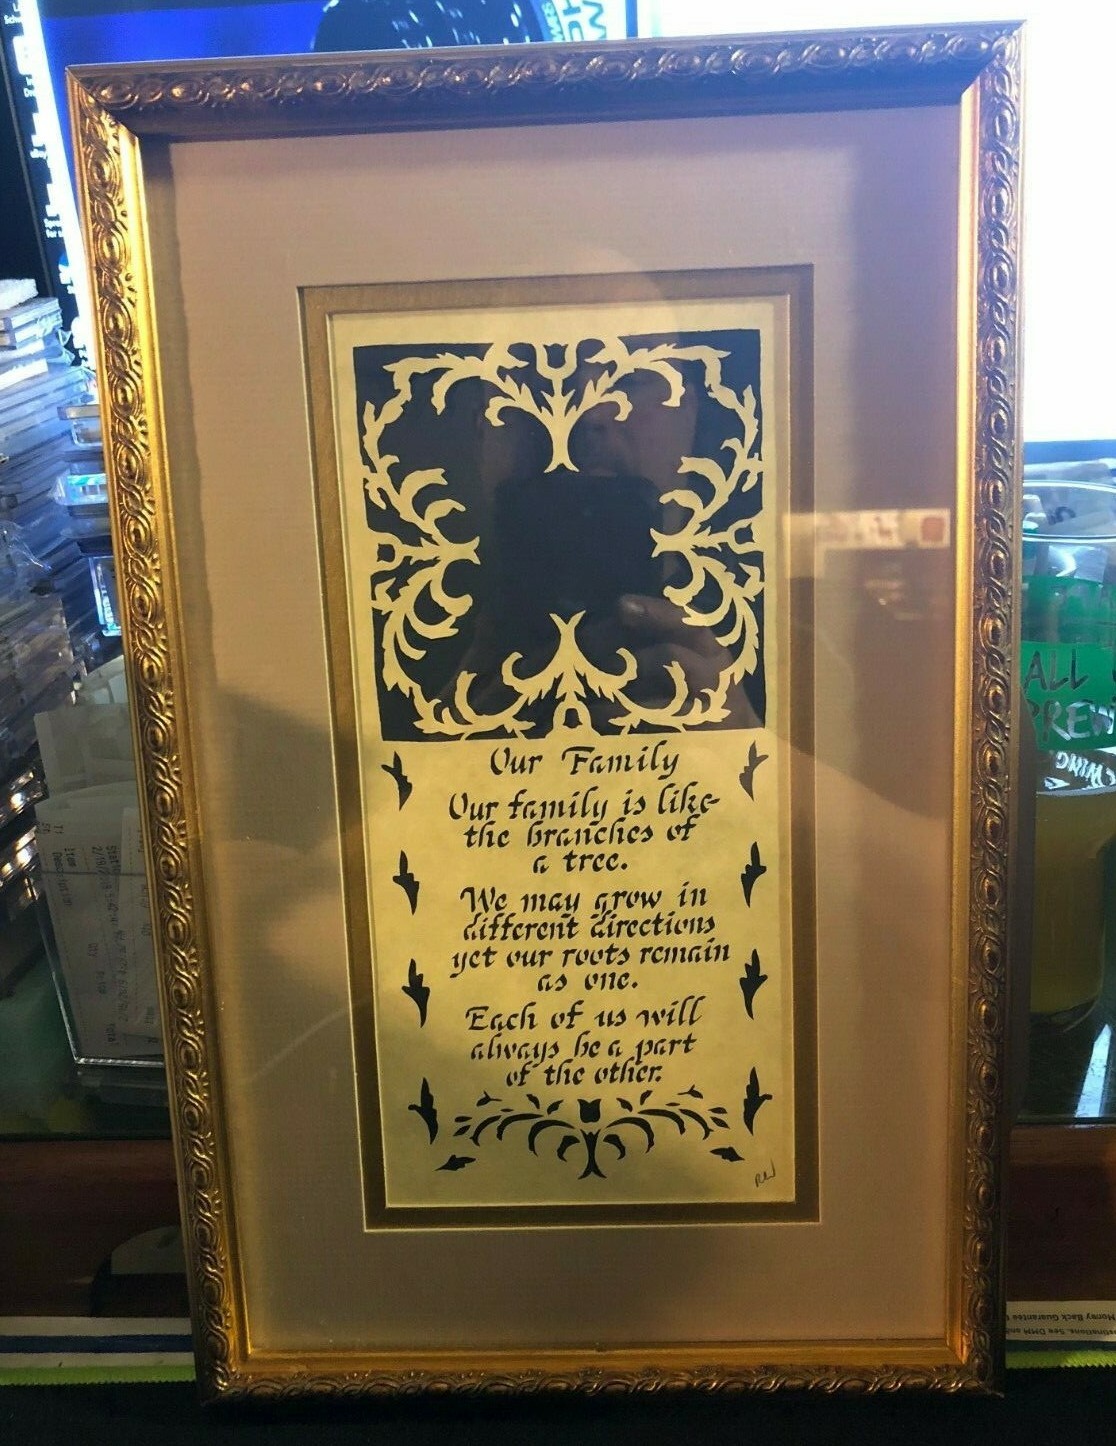 Our Family
Our family is like
the branches of
a tree.
We may grow in
different directions
yet our roots remain
as one.
Each of us will
always be a part
of the other.
ALL